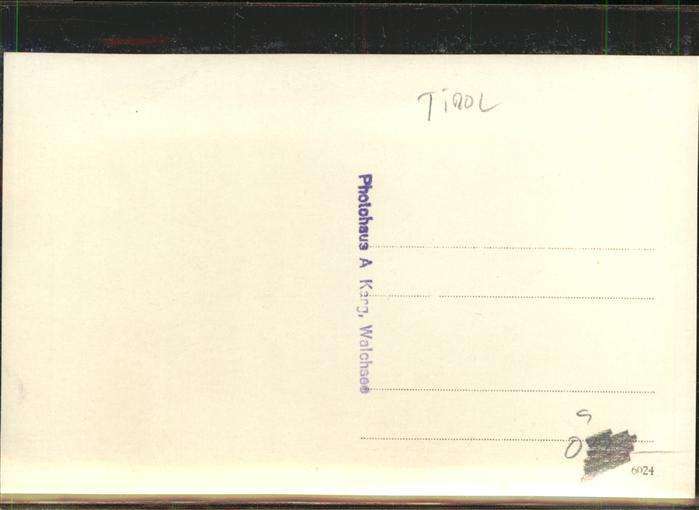 TiROL
Photohaus A. Karg, Walchsee
6024